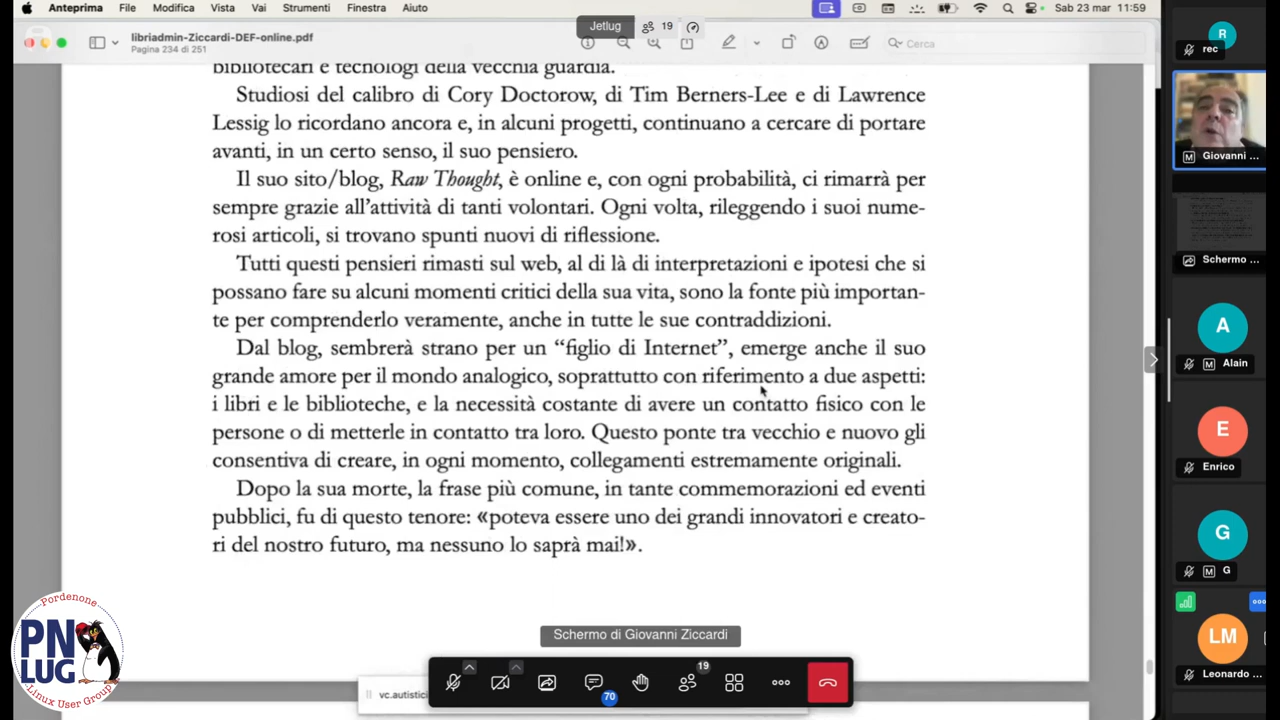 Anteprima File Modifica Vista Vai Strumenti Finestra Aiuto
Sab 23 mar 11:59
Jetlug 19
libriadmin-Ziccardi-DEF-online.pdf
Pagina 234 di 251
Cerca
bibliotecari e tecnologi della vecchia guardia.
Studiosi del calibro di Cory Doctorow, di Tim Berners-Lee e di Lawrence
Lessig lo ricordano ancora e, in alcuni progetti, continuano a cercare di portare
avanti, in un certo senso, il suo pensiero.
Il suo sito/blog, Raw Thought, è online e, con ogni probabilità, ci rimarrà per
sempre grazie all’attività di tanti volontari. Ogni volta, rileggendo i suoi nume-
rosi articoli, si trovano spunti nuovi di riflessione.
Tutti questi pensieri rimasti sul web, al di là di interpretazioni e ipotesi che si
possano fare su alcuni momenti critici della sua vita, sono la fonte più importan-
te per comprenderlo veramente, anche in tutte le sue contraddizioni.
Dal blog, sembrerà strano per un “figlio di Internet”, emerge anche il suo
grande amore per il mondo analogico, soprattutto con riferimento a due aspetti:
i libri e le biblioteche, e la necessità costante di avere un contatto fisico con le
persone o di metterle in contatto tra loro. Questo ponte tra vecchio e nuovo gli
consentiva di creare, in ogni momento, collegamenti estremamente originali.
Dopo la sua morte, la frase più comune, in tante commemorazioni ed eventi
pubblici, fu di questo tenore: «poteva essere uno dei grandi innovatori e creato-
ri del nostro futuro, ma nessuno lo saprà mai!».
Schermo di Giovanni Ziccardi
vc.autistici
19
70
Pordenone
PN
LUG
Linux User Group
R
rec
Giovanni ...
Schermo ...
A
Alain
E
Enrico
G
G
LM
Leonardo ...